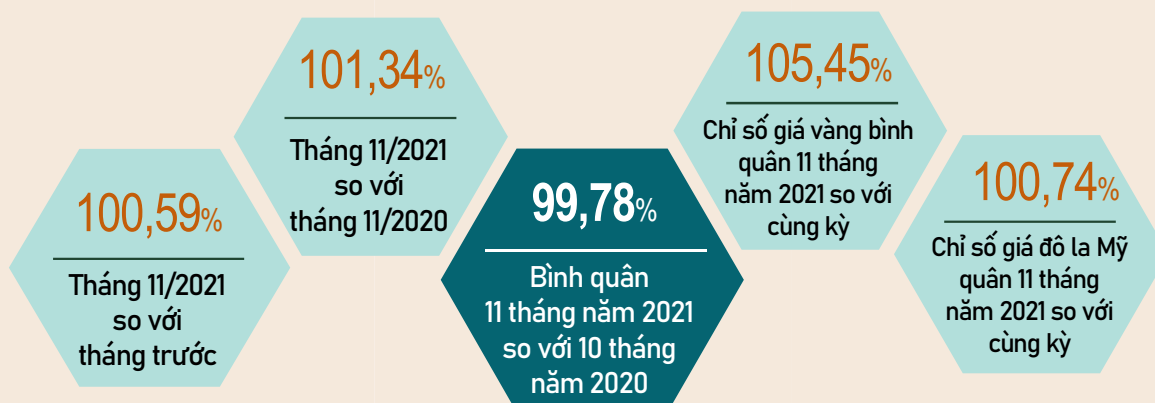 100,59%
Tháng 11/2021
so với
tháng trước
101,34%
Tháng 11/2021
so với
tháng 11/2020
99,78%
Bình quân
11 tháng năm 2021
so với 10 tháng
năm 2020
105,45%
Chỉ số giá vàng bình
quân 11 tháng
năm 2021 so với
cùng kỳ
100,74%
Chỉ số giá đô la Mỹ
quân 11 tháng
năm 2021 so với
cùng kỳ